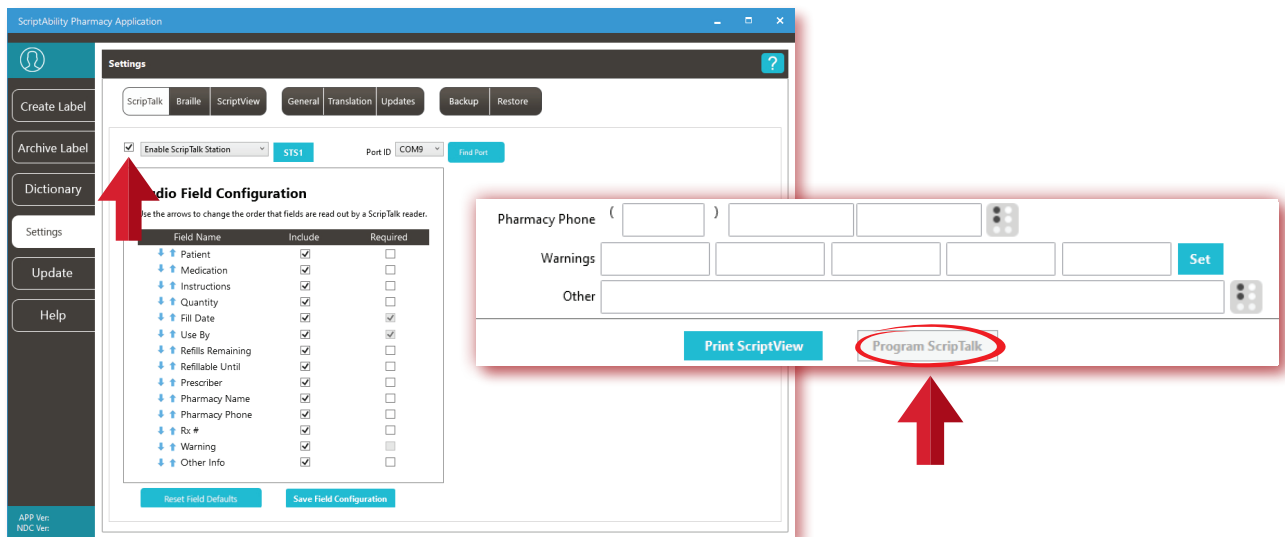 ScriptAbility Pharmacy Application
Settings
?
Create Label
Archive Label
Dictionary
Settings
Update
Help
APP Ver:
NDC Ver:
ScripTalk Braille ScriptView General Translation Updates Backup Restore
Enable ScripTalk Station STS1 Port ID COM9 Find Port
dio Field Configuration
Use the arrows to change the order that fields are read out by a ScripTalk reader.
Field Name Include Required
Patient
Medication
Instructions
Quantity
Fill Date
Use By
Refills Remaining
Refillable Until
Prescriber
Pharmacy Name
Pharmacy Phone
Rx #
Warning
Other Info
Reset Field Defaults Save Field Configuration
Pharmacy Phone ( )
Warnings Set
Other
Print ScriptView Program ScripTalk